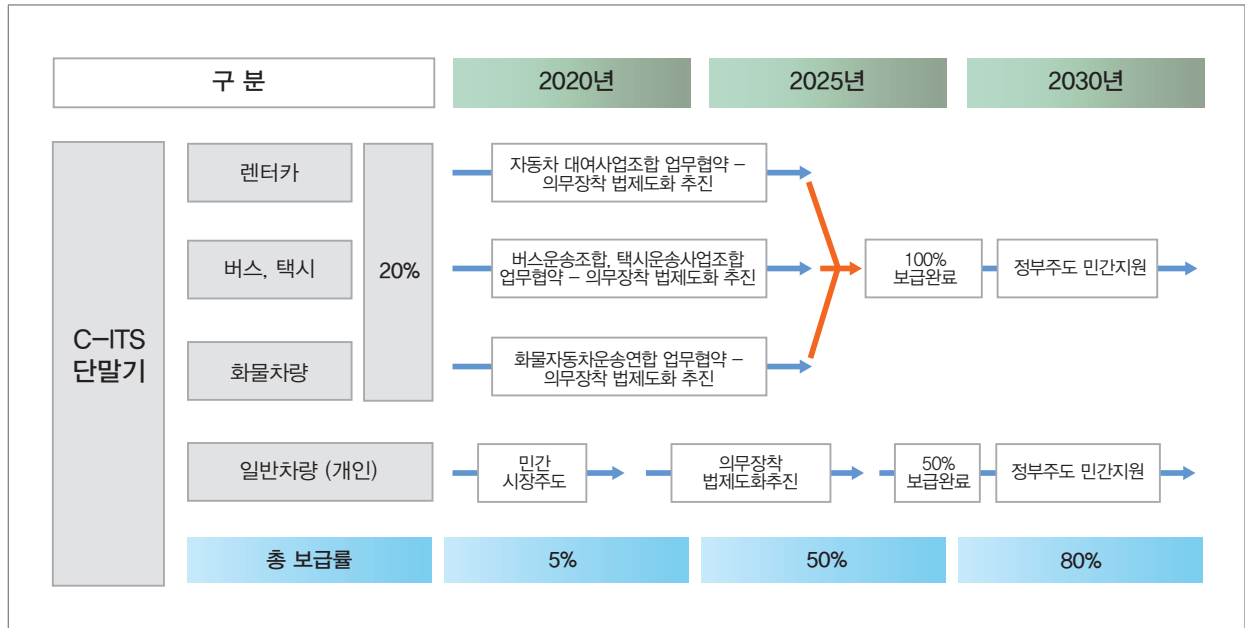 구 분
2020년
2025년
2030년
C-ITS
단말기
렌터카
20%
자동차 대여사업조합 업무협약 –
의무장착 법제도화 추진
버스, 택시
버스운송조합, 택시운송사업조합
업무협약 – 의무장착 법제도화 추진
100%
보급완료
정부주도 민간지원
화물차량
화물자동차운송연합 업무협약 –
의무장착 법제도화 추진
일반차량 (개인)
민간
시장주도
의무장착
법제도화추진
50%
보급완료
정부주도 민간지원
총 보급률
5%
50%
80%